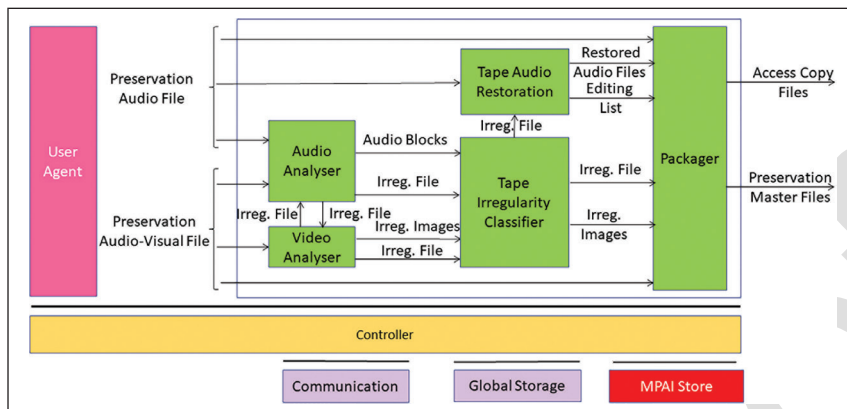 User
Agent
Preservation
Audio File
Preservation
Audio-Visual File
Audio
Analyser
Irreg. File
Irreg. File
Video
Analyser
Audio Blocks
Irreg. File
Irreg. Images
Irreg. File
Tape Audio
Restoration
Irreg. File
Tape
Irregularity
Classifier
Restored
Audio Files
Editing
List
Irreg. File
Irreg.
Images
Packager
Access Copy
Files
Preservation
Master Files
Controller
Communication
Global Storage
MPAI Store